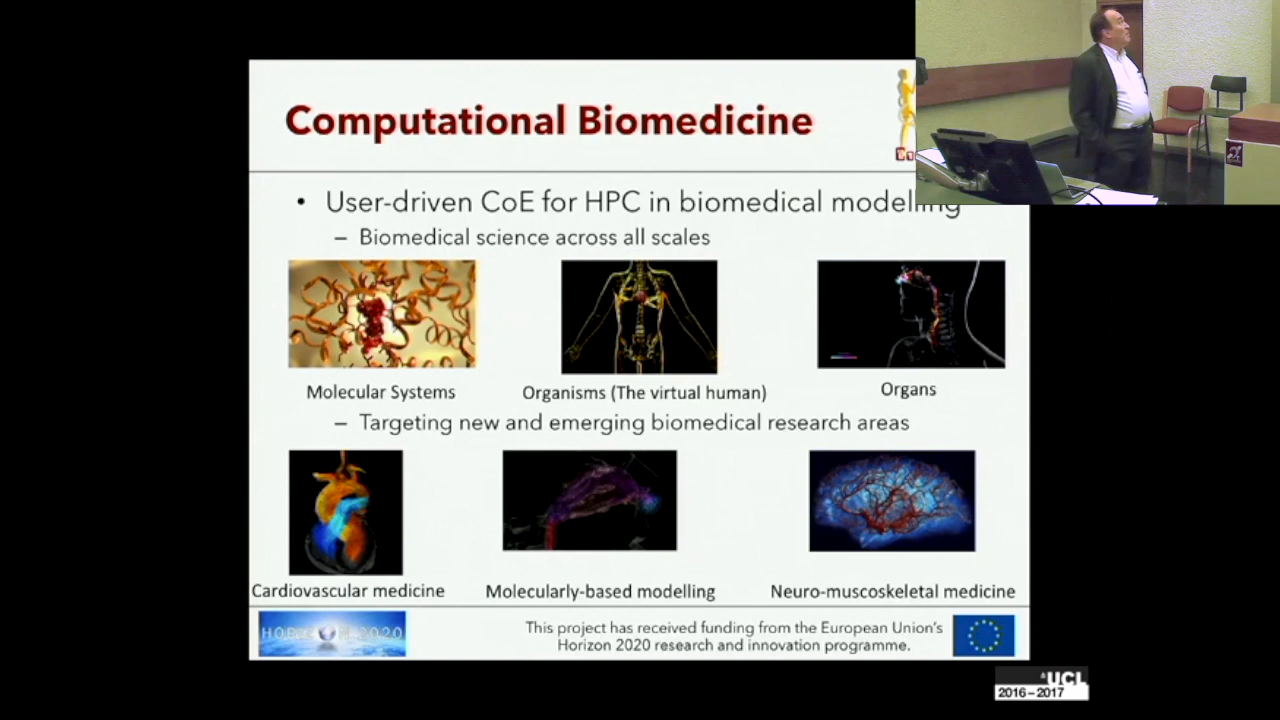 Computational Biomedicine
• User-driven CoE for HPC in biomedical modelling
– Biomedical science across all scales
Molecular Systems
Organisms (The virtual human)
Organs
– Targeting new and emerging biomedical research areas
Cardiovascular medicine
Molecularly-based modelling
Neuro-muscoskeletal medicine
HORIZON 2020
This project has received funding from the European Union's
Horizon 2020 research and innovation programme.
UCL
2016–2017